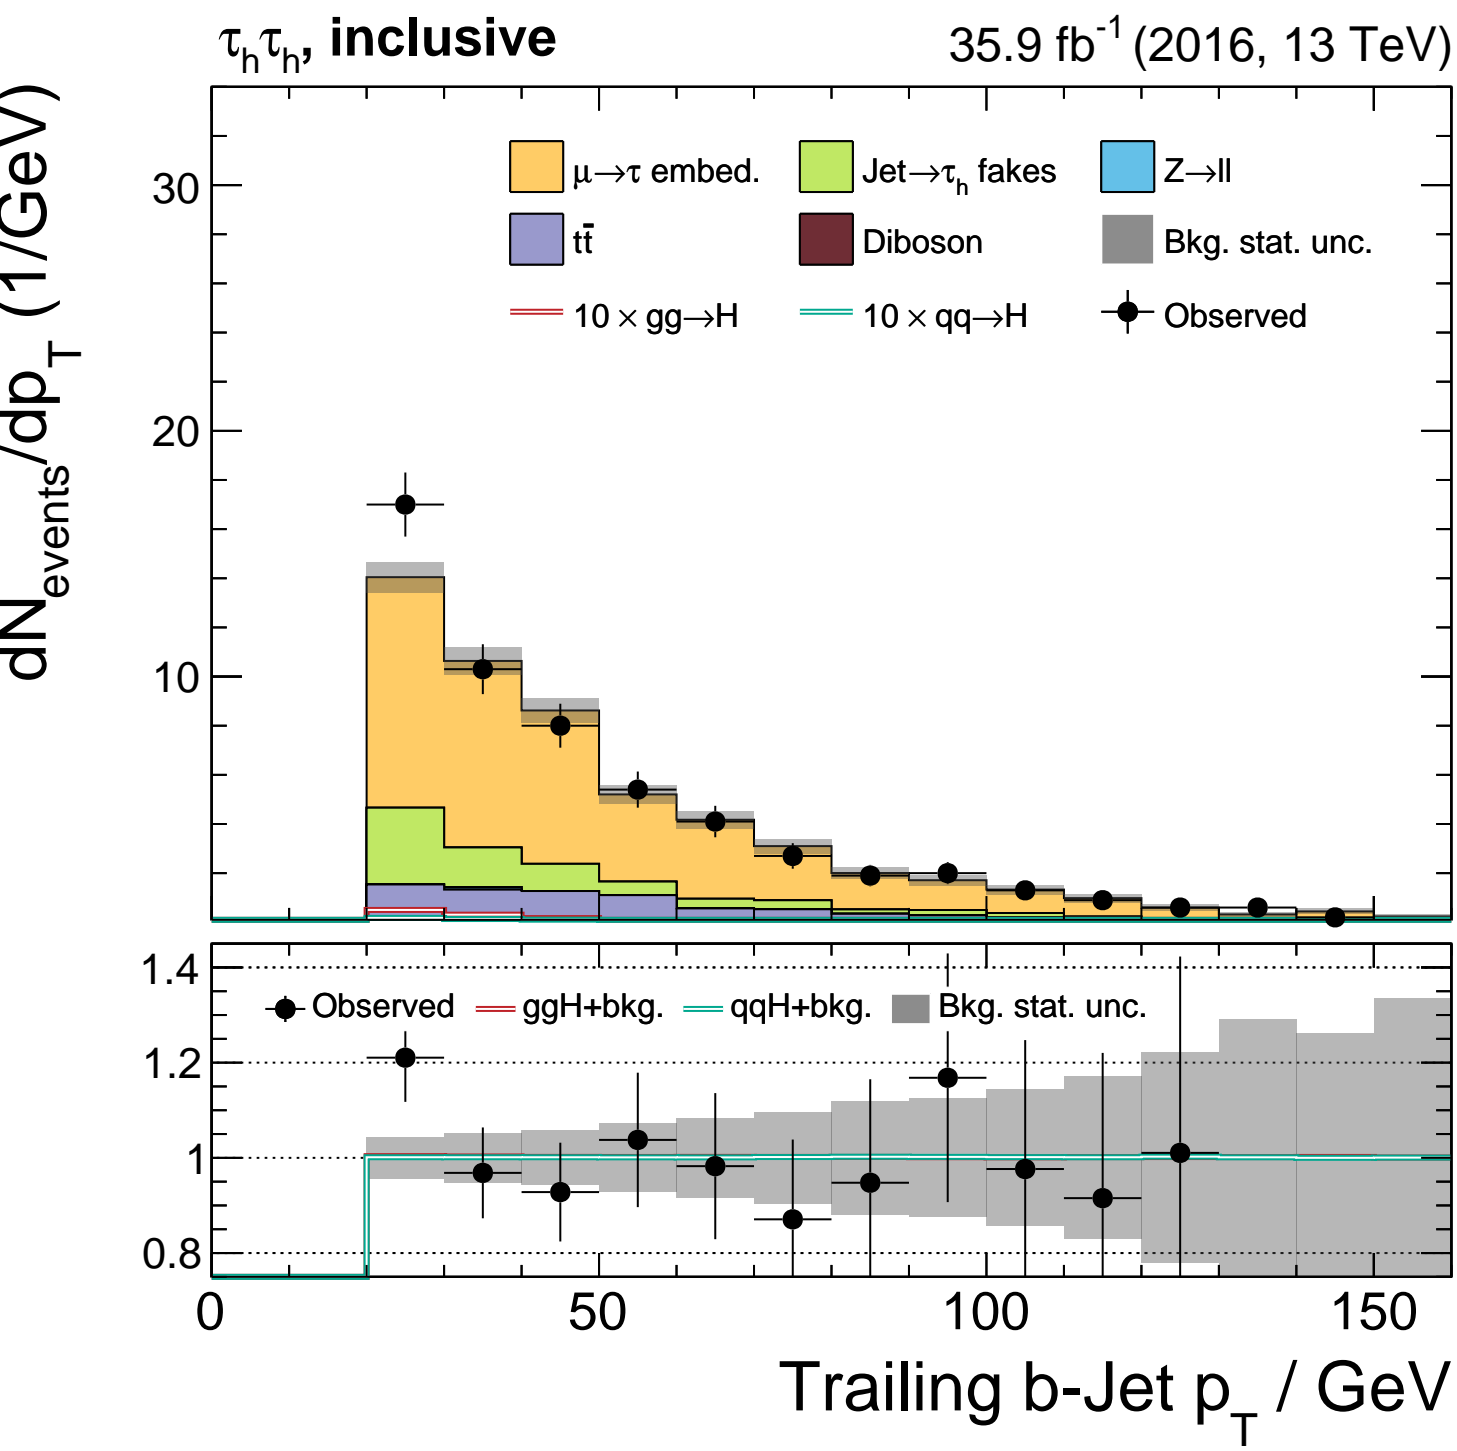 τhτh, inclusive
35.9 fb-1 (2016, 13 TeV)
dNevents/dpT (1/GeV)
30
20
10
μ→τ embed.
Jet→τh fakes
Z→ll
tt̄
Diboson
Bkg. stat. unc.
10 × gg→H
10 × qq→H
Observed
1.4
1.2
1
0.8
Observed
ggH+bkg.
qqH+bkg.
Bkg. stat. unc.
0
50
100
150
Trailing b-Jet pT / GeV